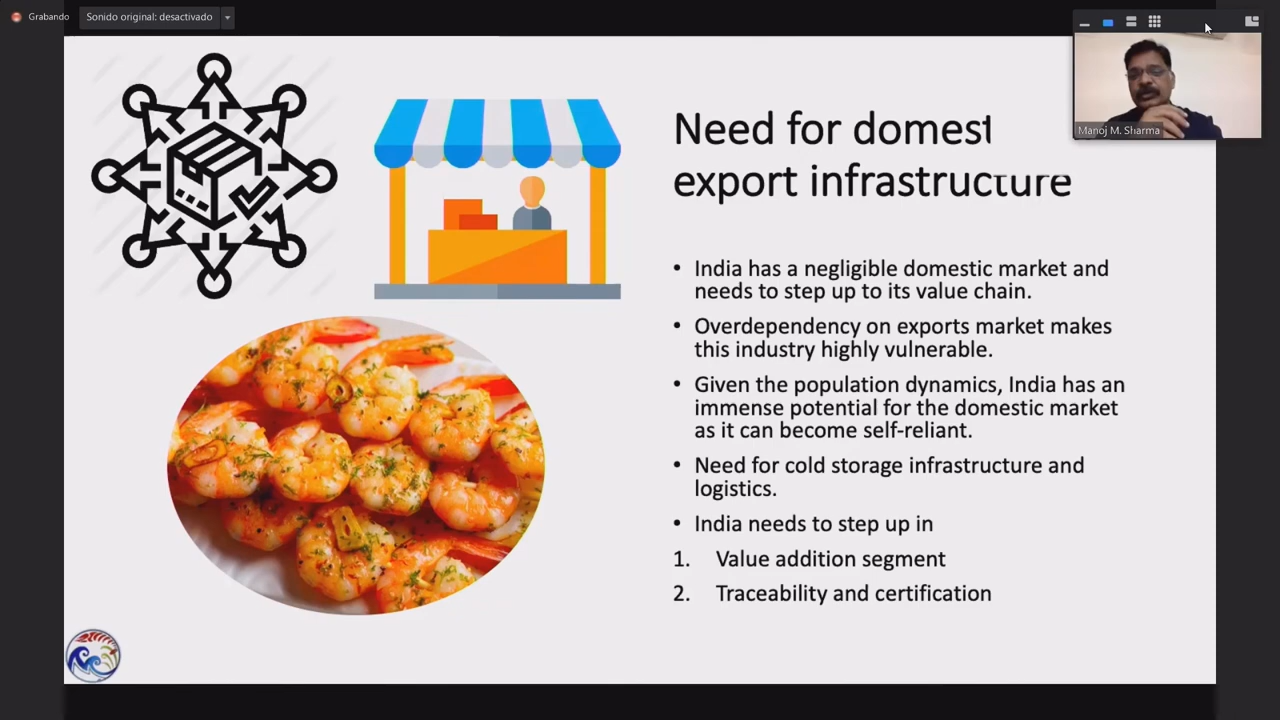 Grabando
Sonido original: desactivado
Manoj M. Sharma
Need for
export infrastructure
• India has a negligible domestic market and
needs to step up to its value chain.
• Overdependency on exports market makes
this industry highly vulnerable.
• Given the population dynamics, India has an
immense potential for the domestic market
as it can become self-reliant.
• Need for cold storage infrastructure and
logistics.
• India needs to step up in
1. Value addition segment
2. Traceability and certification